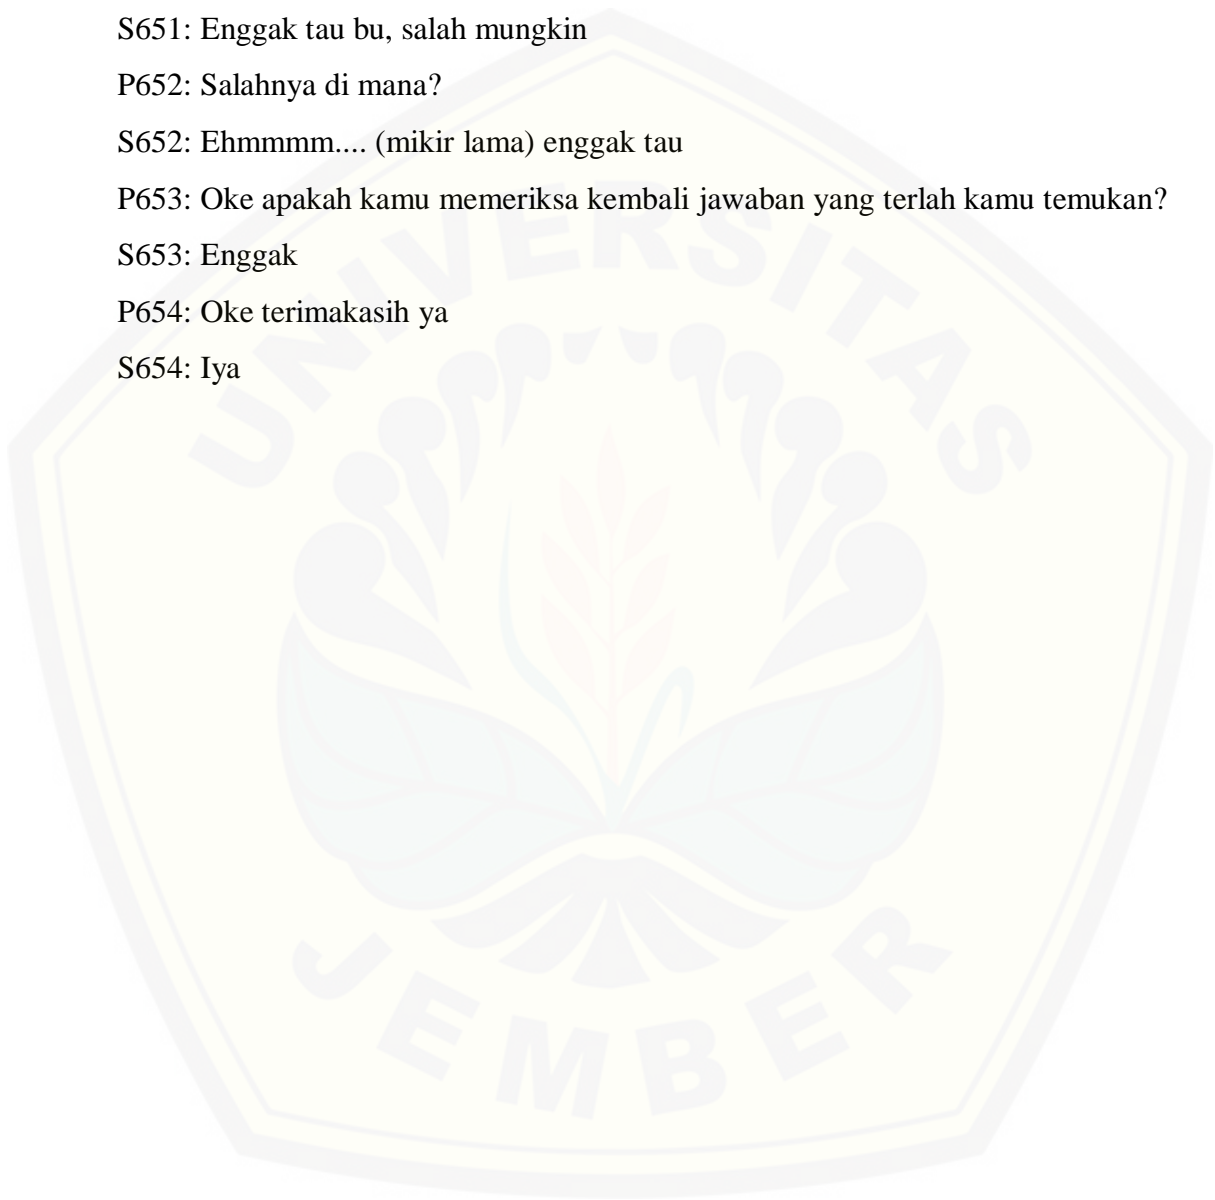 S651: Enggak tau bu, salah mungkin
P652: Salahnya di mana?
S652: Ehmmmm.... (mikir lama) enggak tau
P653: Oke apakah kamu memeriksa kembali jawaban yang terlah kamu temukan?
S653: Enggak
P654: Oke terimakasih ya
S654: Iya
UNIVERSITAS
JEMBER